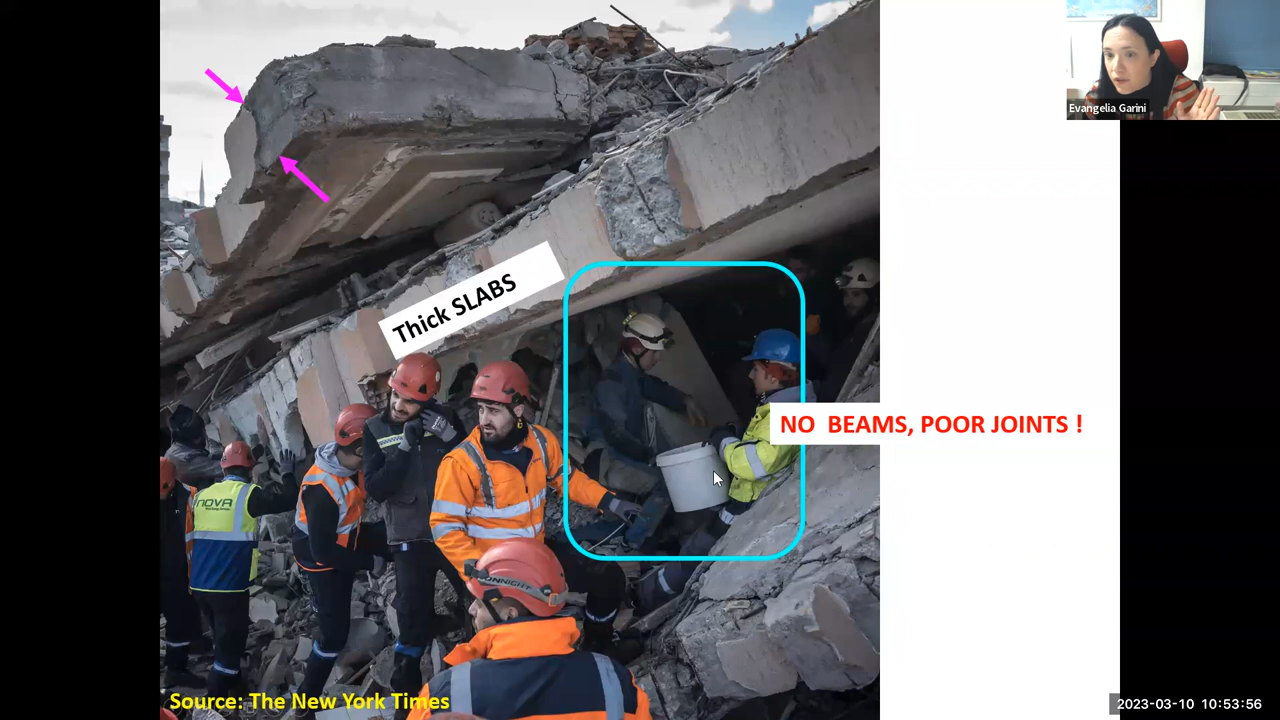 Evangelia Garini
Thick SLABS
NO BEAMS, POOR JOINTS !
NOVA
Source: The New York Times
2023-03-10 10:53:56